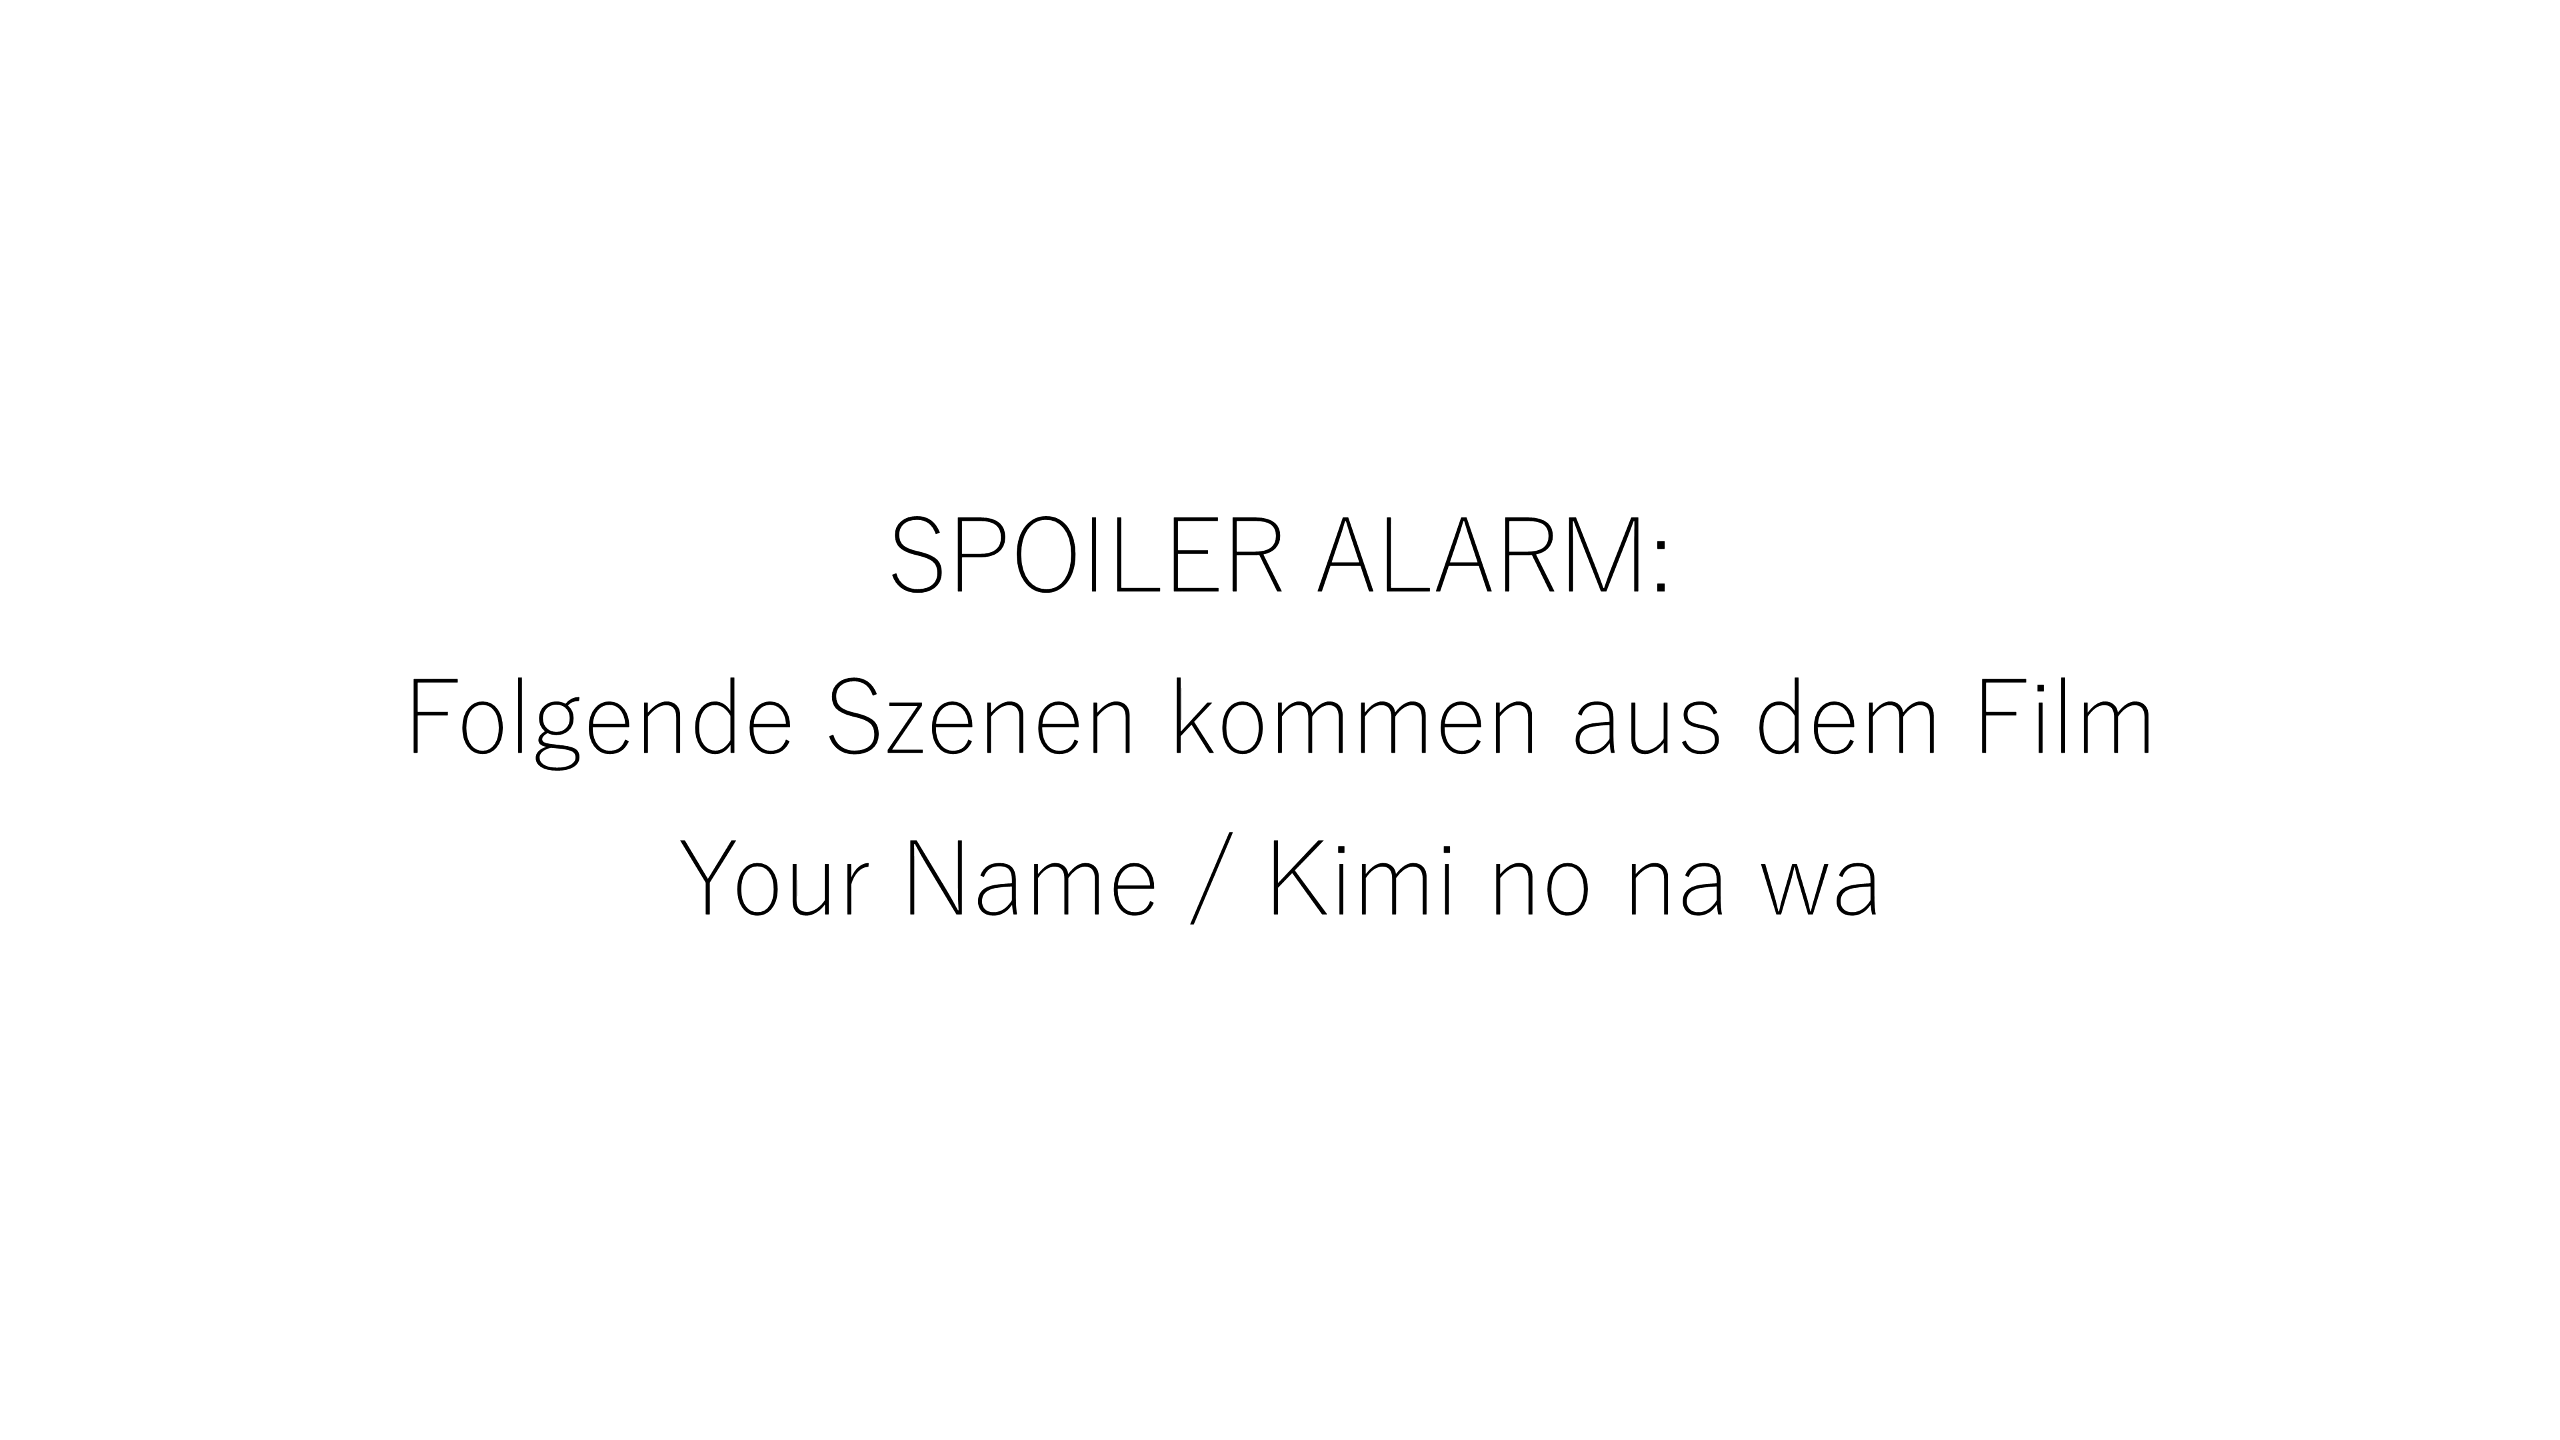 SPOILER ALARM:
Folgende Szenen kommen aus dem Film
Your Name / Kimi no na wa